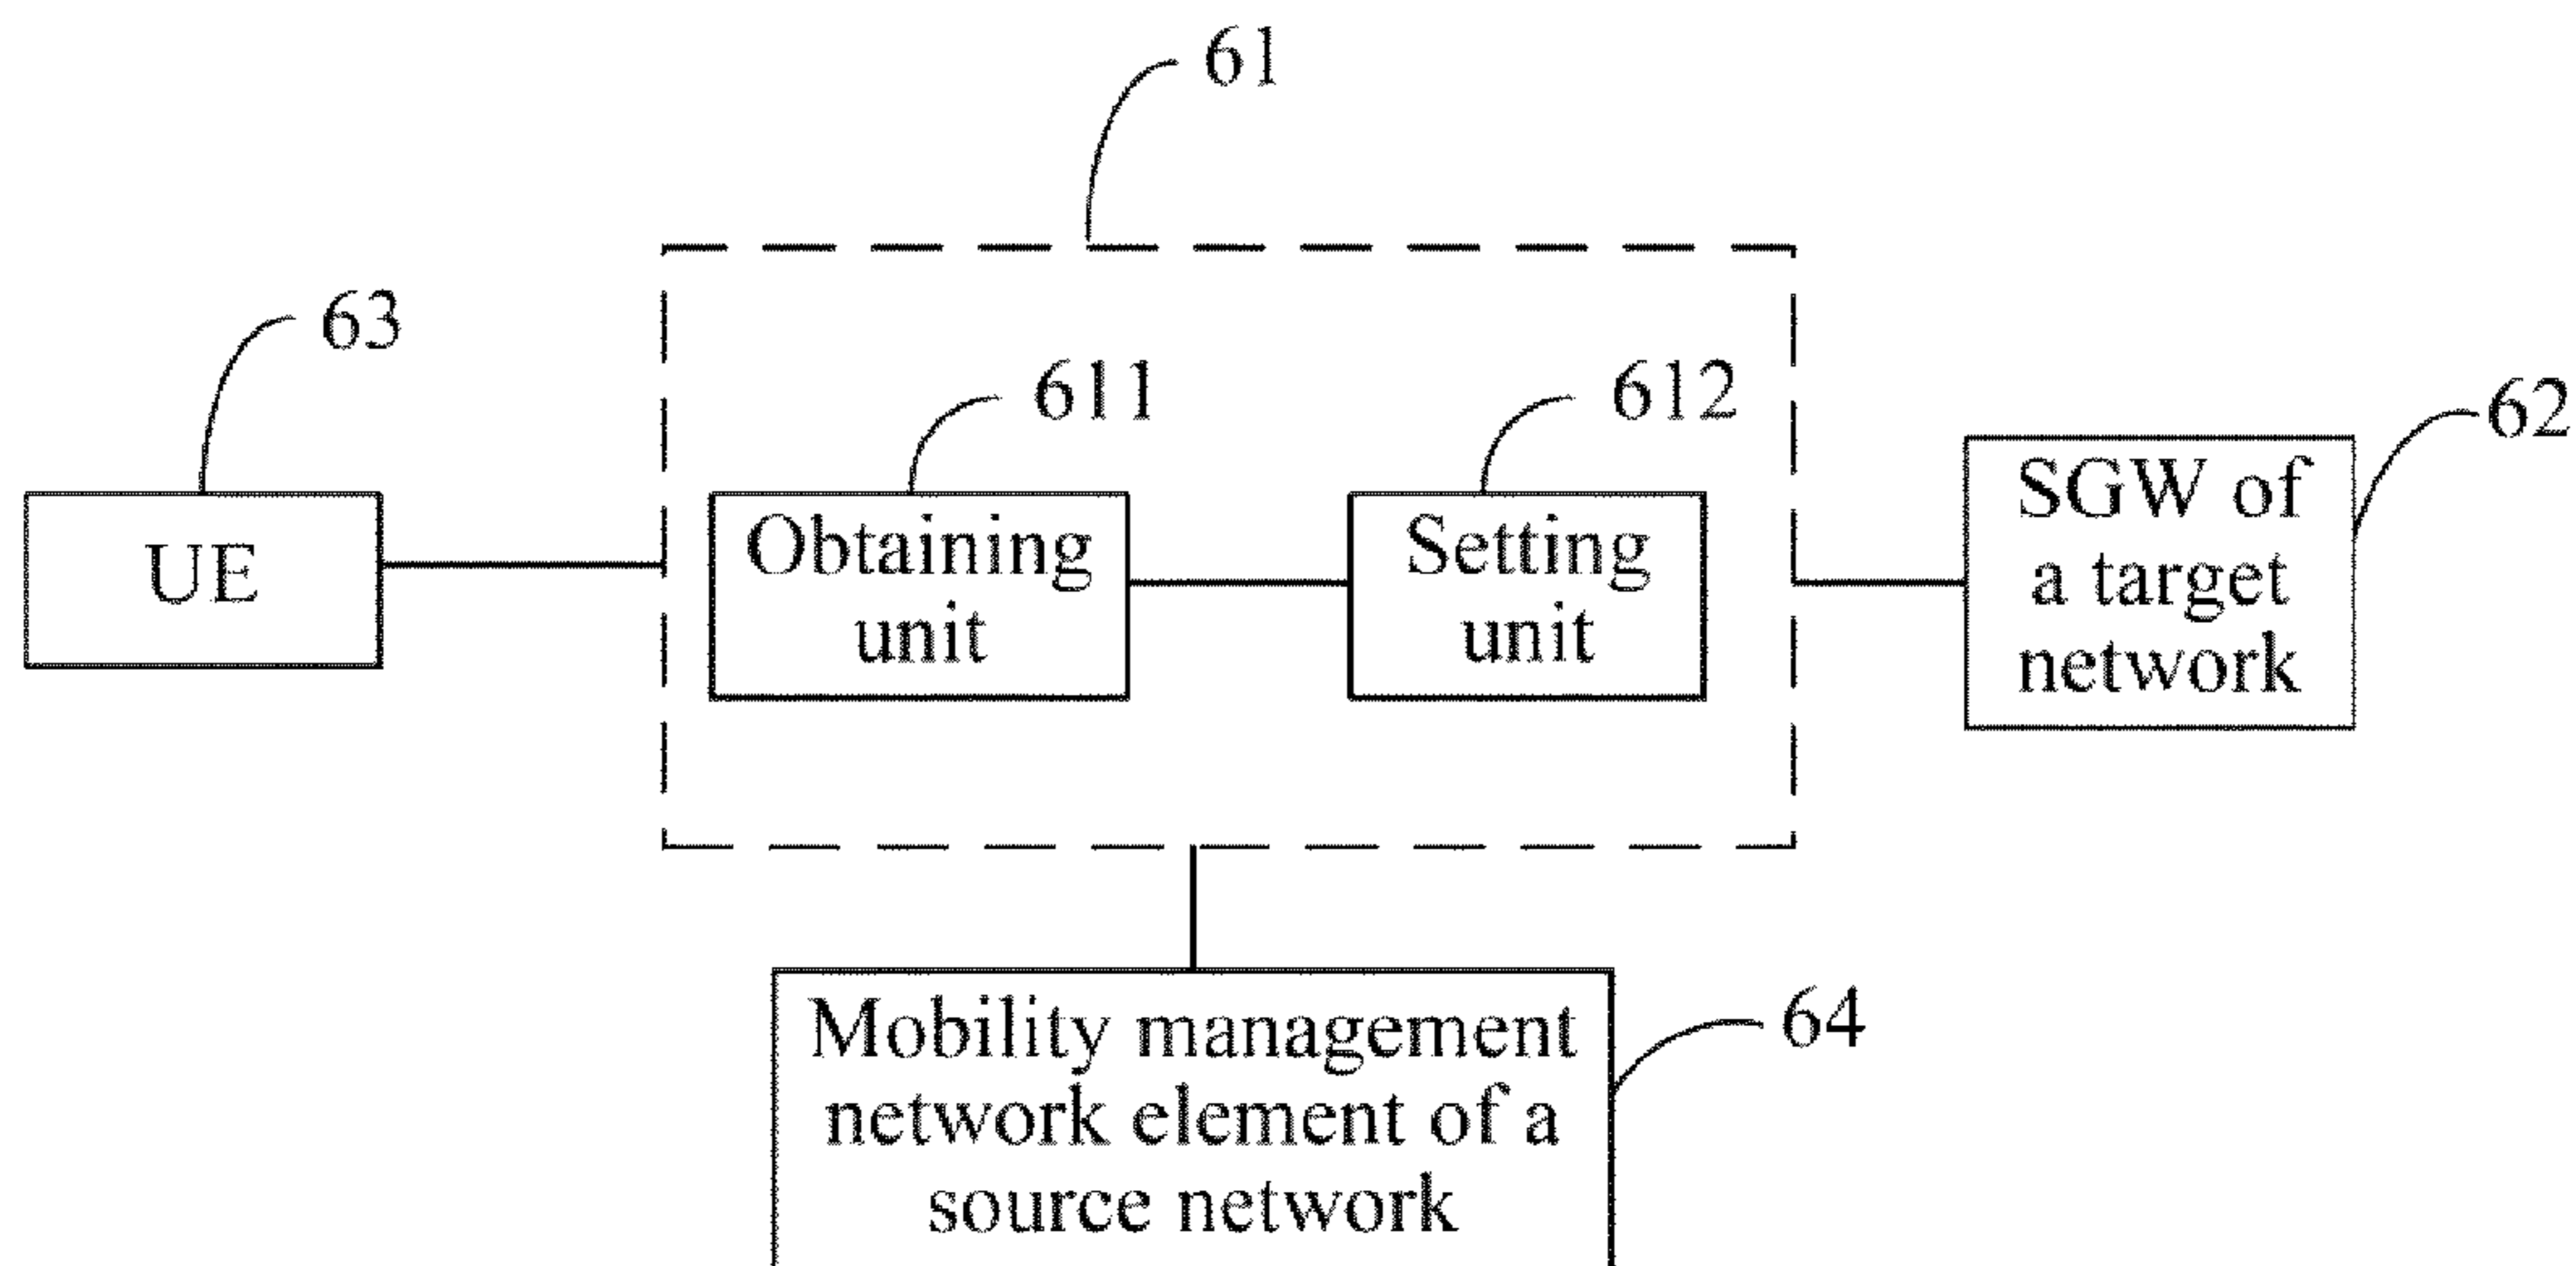 61
63
611
612
62
UE
Obtaining
unit
Setting
unit
SGW of
a target
network
Mobility management
network element of a
source network
64